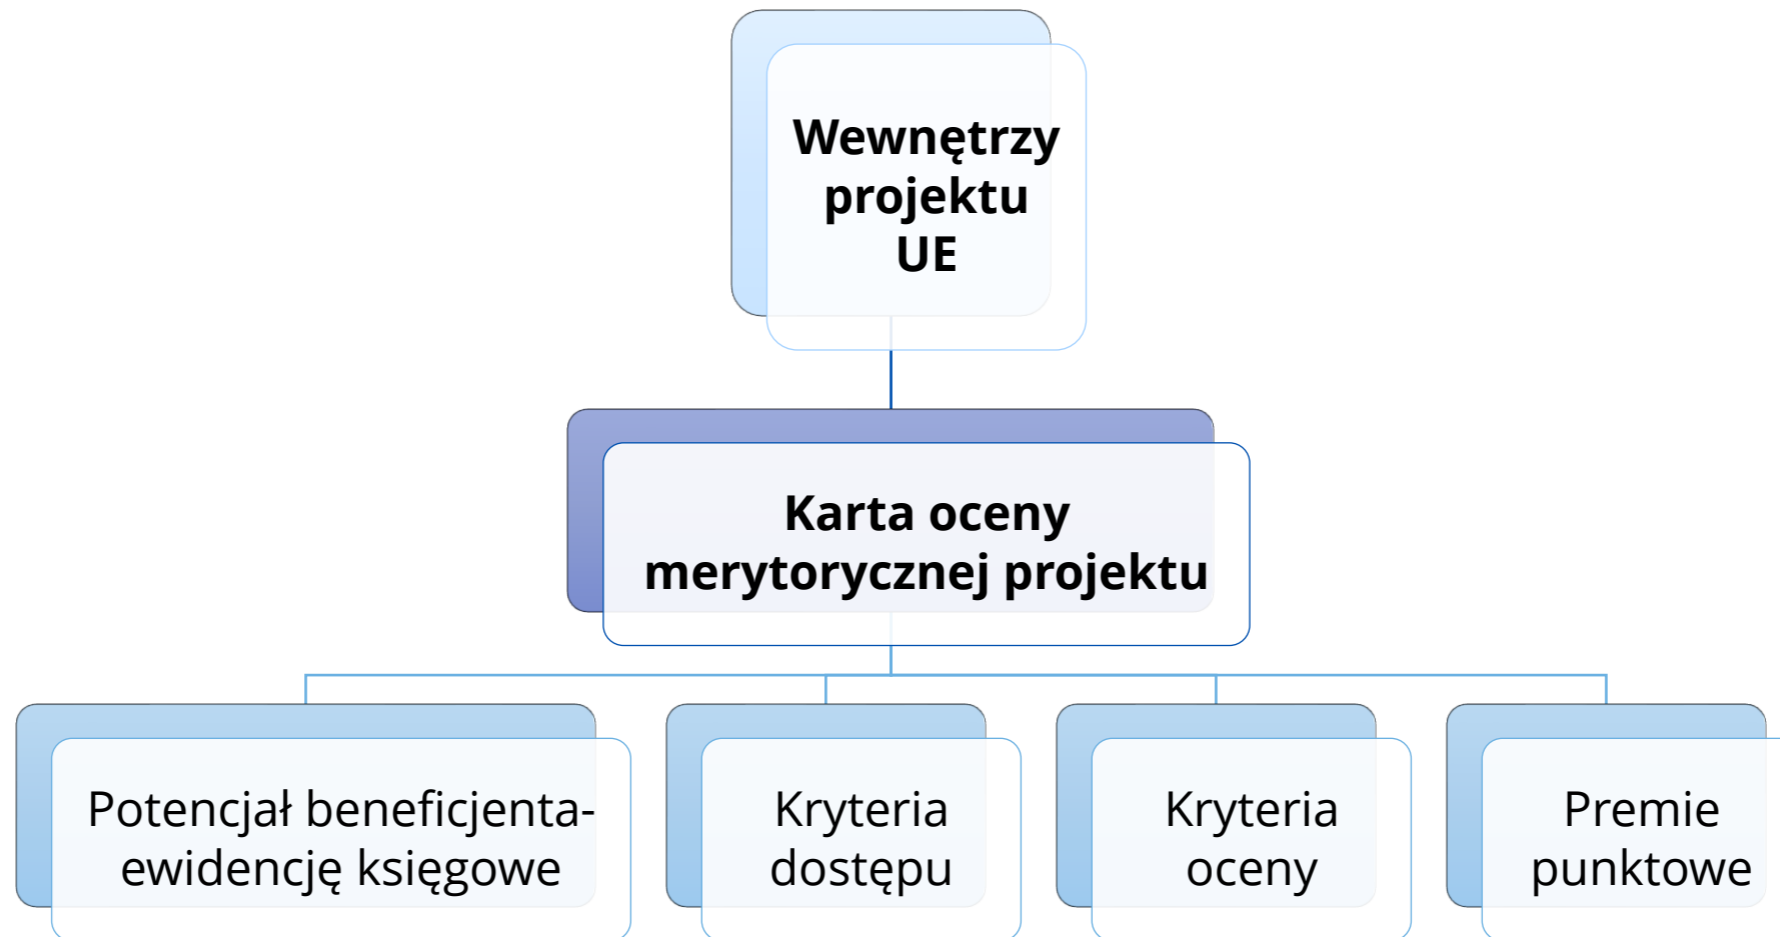 Wewnętrzy
projektu
UE
Karta oceny
merytorycznej projektu
Potencjał beneficjenta-
ewidencję księgowe
Kryteria
dostępu
Kryteria
oceny
Premie
punktowe